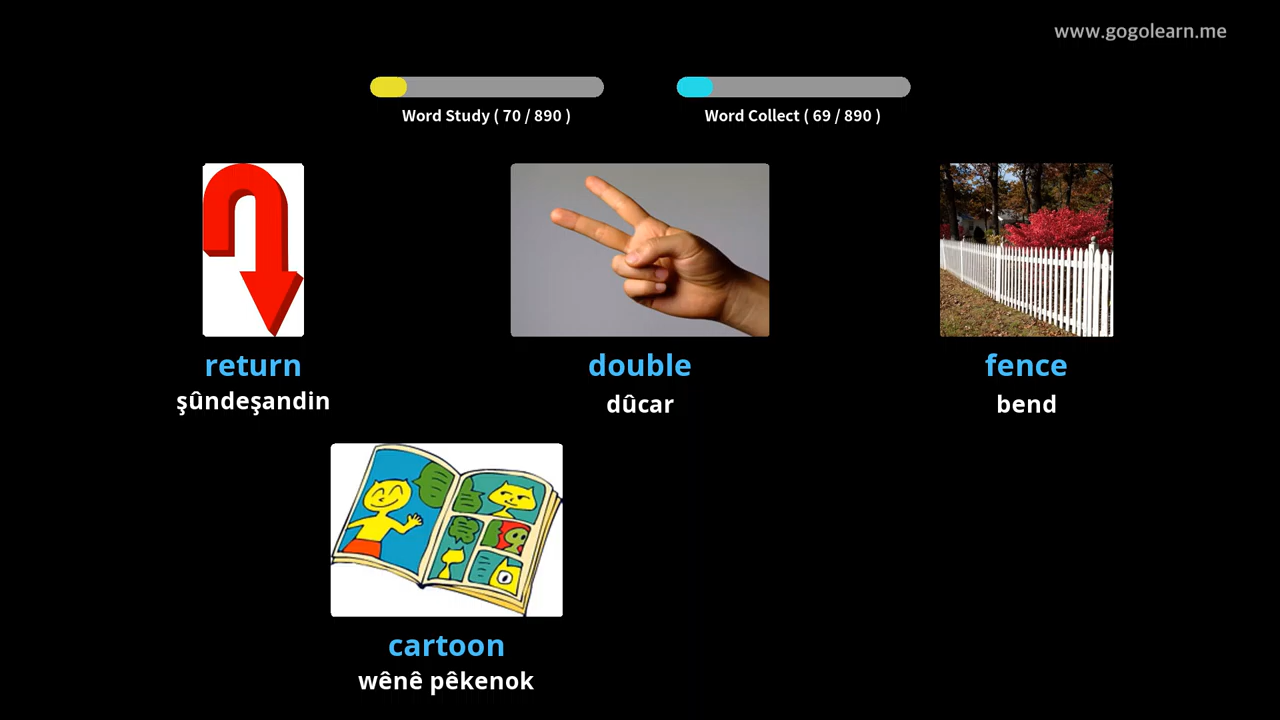 www.gogolearn.me
Word Study ( 70 / 890 )
Word Collect ( 69 / 890 )
return
şûndeşandin
double
dûcar
fence
bend
cartoon
wênê pêkenok